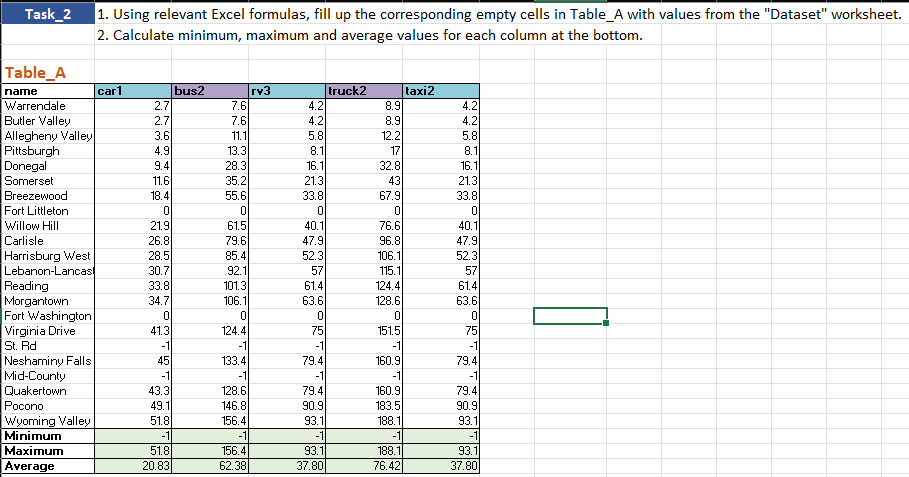 Task_2 1. Using relevant Excel formulas, fill up the corresponding empty cells in Table_A with values from the "Dataset" worksheet.
2. Calculate minimum, maximum and average values for each column at the bottom.
Table_A
name car1 bus2 rv3 truck2 taxi2
Warrendale 2.7 7.6 4.2 8.9 4.2
Butler Valley 2.7 7.6 4.2 8.9 4.2
Allegheny Valley 3.6 11.1 5.8 12.2 5.8
Pittsburgh 4.9 13.3 8.1 17 8.1
Donegal 9.4 28.3 16.1 32.8 16.1
Somerset 11.6 35.2 21.3 43 21.3
Breezewood 18.4 55.6 33.8 67.9 33.8
Fort Littleton 0 0 0 0 0
Willow Hill 21.9 61.5 40.1 76.6 40.1
Carlisle 26.8 79.6 47.9 96.8 47.9
Harrisburg West 28.5 85.4 52.3 106.1 52.3
Lebanon-Lancas 30.7 92.1 57 115.1 57
Reading 33.8 101.3 61.4 124.4 61.4
Morgantown 34.7 106.1 63.6 128.6 63.6
Fort Washington 0 0 0 0 0
Virginia Drive 41.3 124.4 75 151.5 75
St. Rd -1 -1 -1 -1 -1
Neshaminy Falls 45 133.4 79.4 160.9 79.4
Mid-County -1 -1 -1 -1 -1
Quakertown 43.3 128.6 79.4 160.9 79.4
Pocono 49.1 146.8 90.9 183.5 90.9
Wyoming Valley 51.8 156.4 93.1 188.1 93.1
Minimum -1 -1 -1 -1 -1
Maximum 51.8 156.4 93.1 188.1 93.1
Average 20.83 62.38 37.80 76.42 37.80